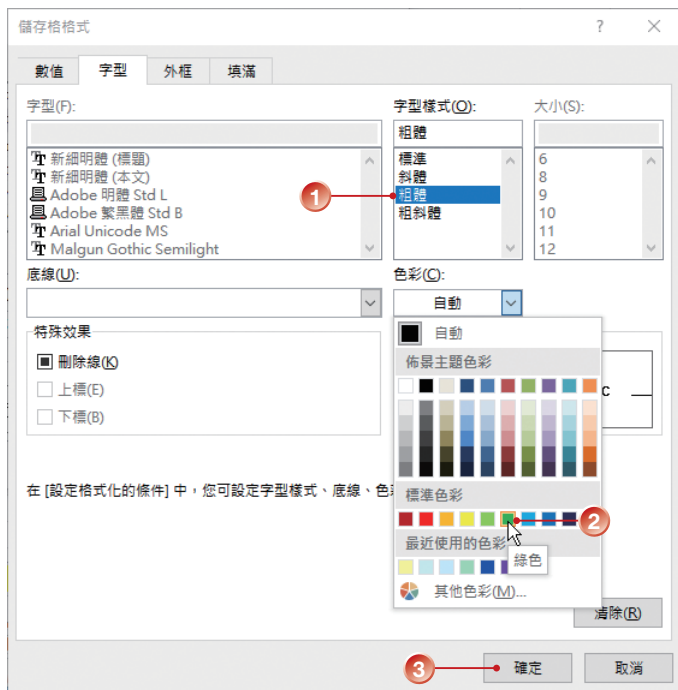 儲存格格式
?
數值 字型 外框 填滿
字型(F): 字型樣式(O): 大小(S):
粗體
新細明體 (標題)
新細明體 (本文)
Adobe 明體 Std L
Adobe 繁黑體 Std B
Arial Unicode MS
Malgun Gothic Semilight
標準
斜體
1
粗體
粗斜體
6
8
9
10
11
12
底線(U): 色彩(C):
自動
特殊效果
刪除線(K)
上標(E)
下標(B)
自動
佈景主題色彩
c
在 [設定格式化的條件] 中，您可設定字型樣式、底線、色
標準色彩
2
最近使用的色彩
綠色
其他色彩(M)...
清除(R)
3
確定 取消